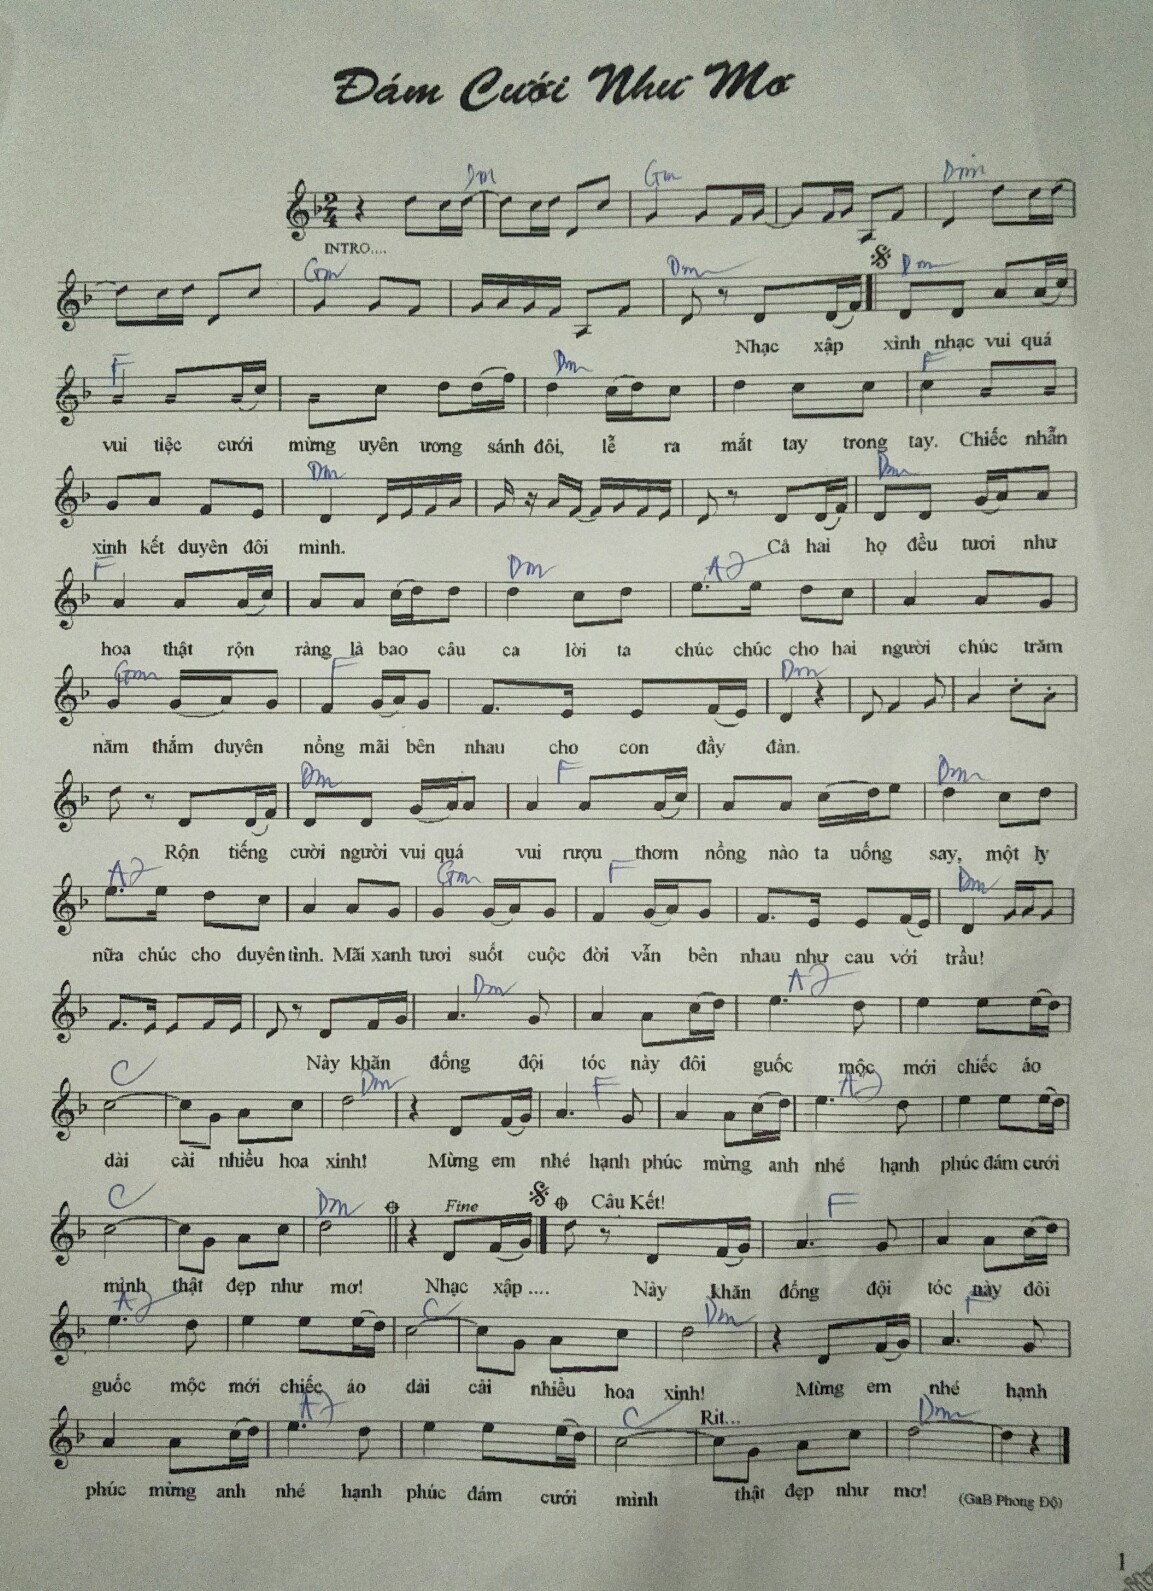 Đám Cưới Như Mơ
Dm Gm Dm
2
4
INTRO....
Gm Dm Dm
Nhạc xập xình nhạc vui quá
F Dm F
vui tiệc cưới mừng uyên ương sánh đôi, lễ ra mắt tay trong tay. Chiếc nhẫn
Dm Dm
xinh kết duyên đôi mình. Cả hai họ đều tươi như
F Dm A7
hoa thật rộn ràng là bao câu ca lời ta chúc chúc cho hai người chúc trăm
Gm F Dm
năm thắm duyên nồng mãi bên nhau cho con đầy đàn.
Dm F Dm
Rộn tiếng cười người vui quá vui rượu thơm nồng nào ta uống say, một ly
A7 Gm F Dm
nữa chúc cho duyên tình. Mãi xanh tươi suốt cuộc đời vẫn bên nhau như cau với trầu!
Dm A7
Này khăn đống đội tóc này đôi guốc mộc mới chiếc áo
C Dm F A7
dài cài nhiều hoa xinh! Mừng em nhé hạnh phúc mừng anh nhé hạnh phúc đám cưới
C Dm Fine Câu Kết! F
mình thật đẹp như mơ! Nhạc xập .... Này khăn đống đội tóc này đôi
A7 C Dm F
guốc mộc mới chiếc áo dài cài nhiều hoa xinh! Mừng em nhé hạnh
A7 C Rit... Dm
phúc mừng anh nhé hạnh phúc đám cưới mình thật đẹp như mơ!
(GaB Phong Độ)
1